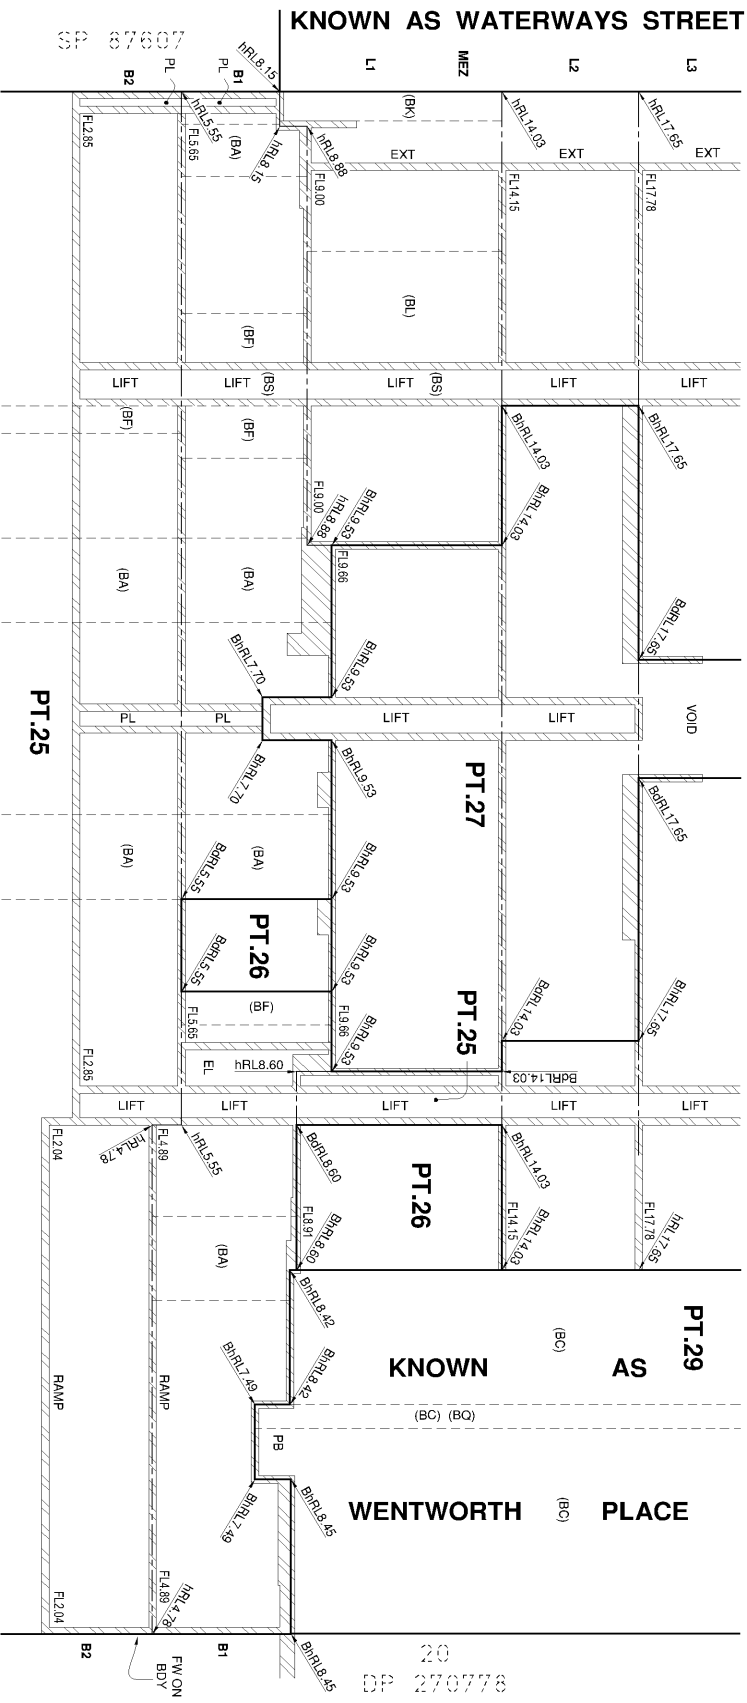 KNOWN AS WATERWAYS STREET
SP 87607
B2
PL
PL
B1
hRL8.15
L1
MEZ
L2
L3
hRL5.55
(BA)
hRL8.15
hRL8.88
(BK)
hRL14.03
hRL17.65
EXT
EXT
EXT
FL2.85
FL5.65
FL9.00
FL14.15
FL17.78
(BF)
(BL)
LIFT
LIFT
(BS)
LIFT
(BS)
LIFT
LIFT
(BF)
(BF)
BhRL14.03
BhRL17.65
FL9.00
hRL8.88
BhRL9.53
BhRL14.03
FL9.66
(BA)
(BA)
BdRL17.65
BhRL7.70
BhRL9.53
PT.25
PL
PL
LIFT
LIFT
VOID
BhRL7.70
BhRL9.53
PT.27
BdRL17.65
(BA)
(BA)
BdRL5.55
BhRL9.53
PT.26
BdRL5.55
BhRL9.53
(BF)
FL5.65
FL9.66
BhRL9.53
PT.25
BdRL14.03
BhRL17.65
FL2.85
EL
hRL8.60
BdRL14.03
LIFT
LIFT
LIFT
LIFT
LIFT
FL2.04
hRL4.78
FL4.89
hRL5.55
BdRL8.60
BhRL14.03
PT.26
FL8.91
BhRL8.60
FL14.15
BhRL14.03
FL17.78
hRL17.65
(BA)
BhRL8.42
PT.29
(BC)
KNOWN AS
RAMP
RAMP
BhRL7.49
BhRL8.42
(BC) (BQ)
PB
BhRL7.49
BhRL8.45
WENTWORTH
(BC)
PLACE
FL2.04
FL4.89
hRL4.78
B2
B1
BhRL8.45
FW ON
BDY
20
DP 270778